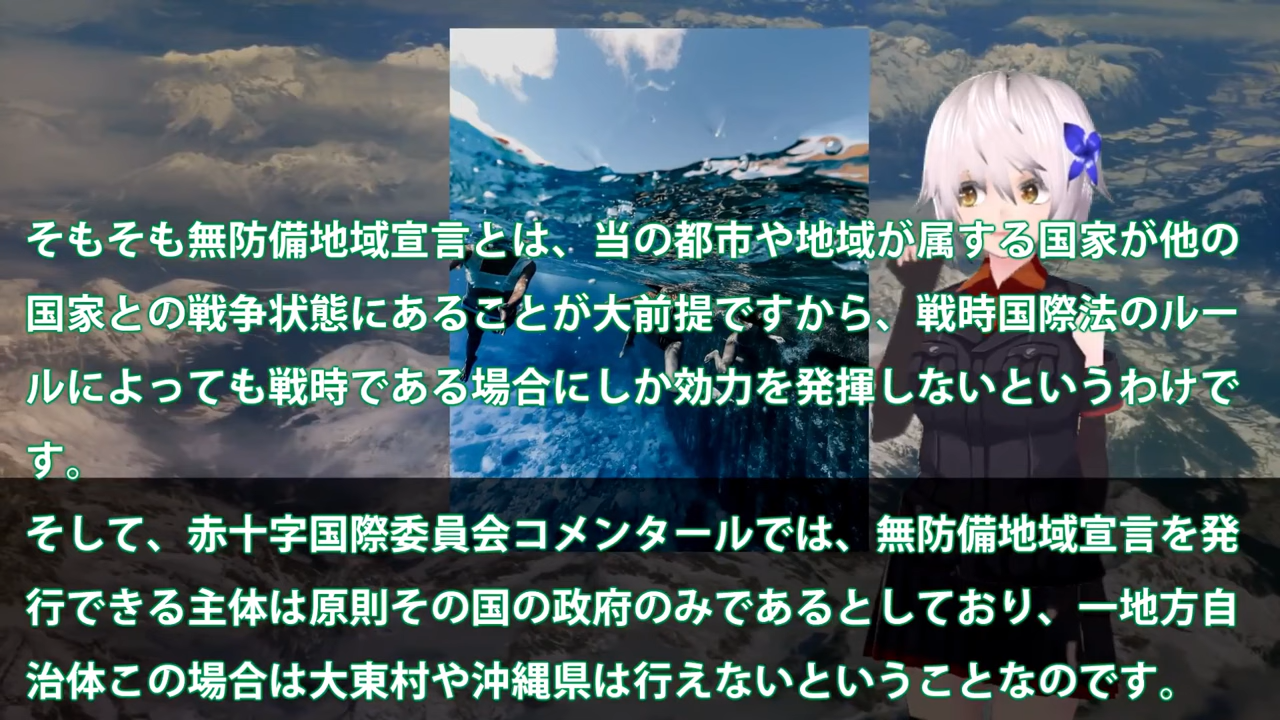 そもそも無防備地域宣言とは、当の都市や地域が属する国家が他の
国家との戦争状態にあることが大前提ですから、戦時国際法のルー
ルによっても戦時である場合にしか効力を発揮しないというわけで
す。
そして、赤十字国際委員会コメンタールでは、無防備地域宣言を発
行できる主体は原則その国の政府のみであるとしており、一地方自
治体この場合は大東村や沖縄県は行えないということなのです。